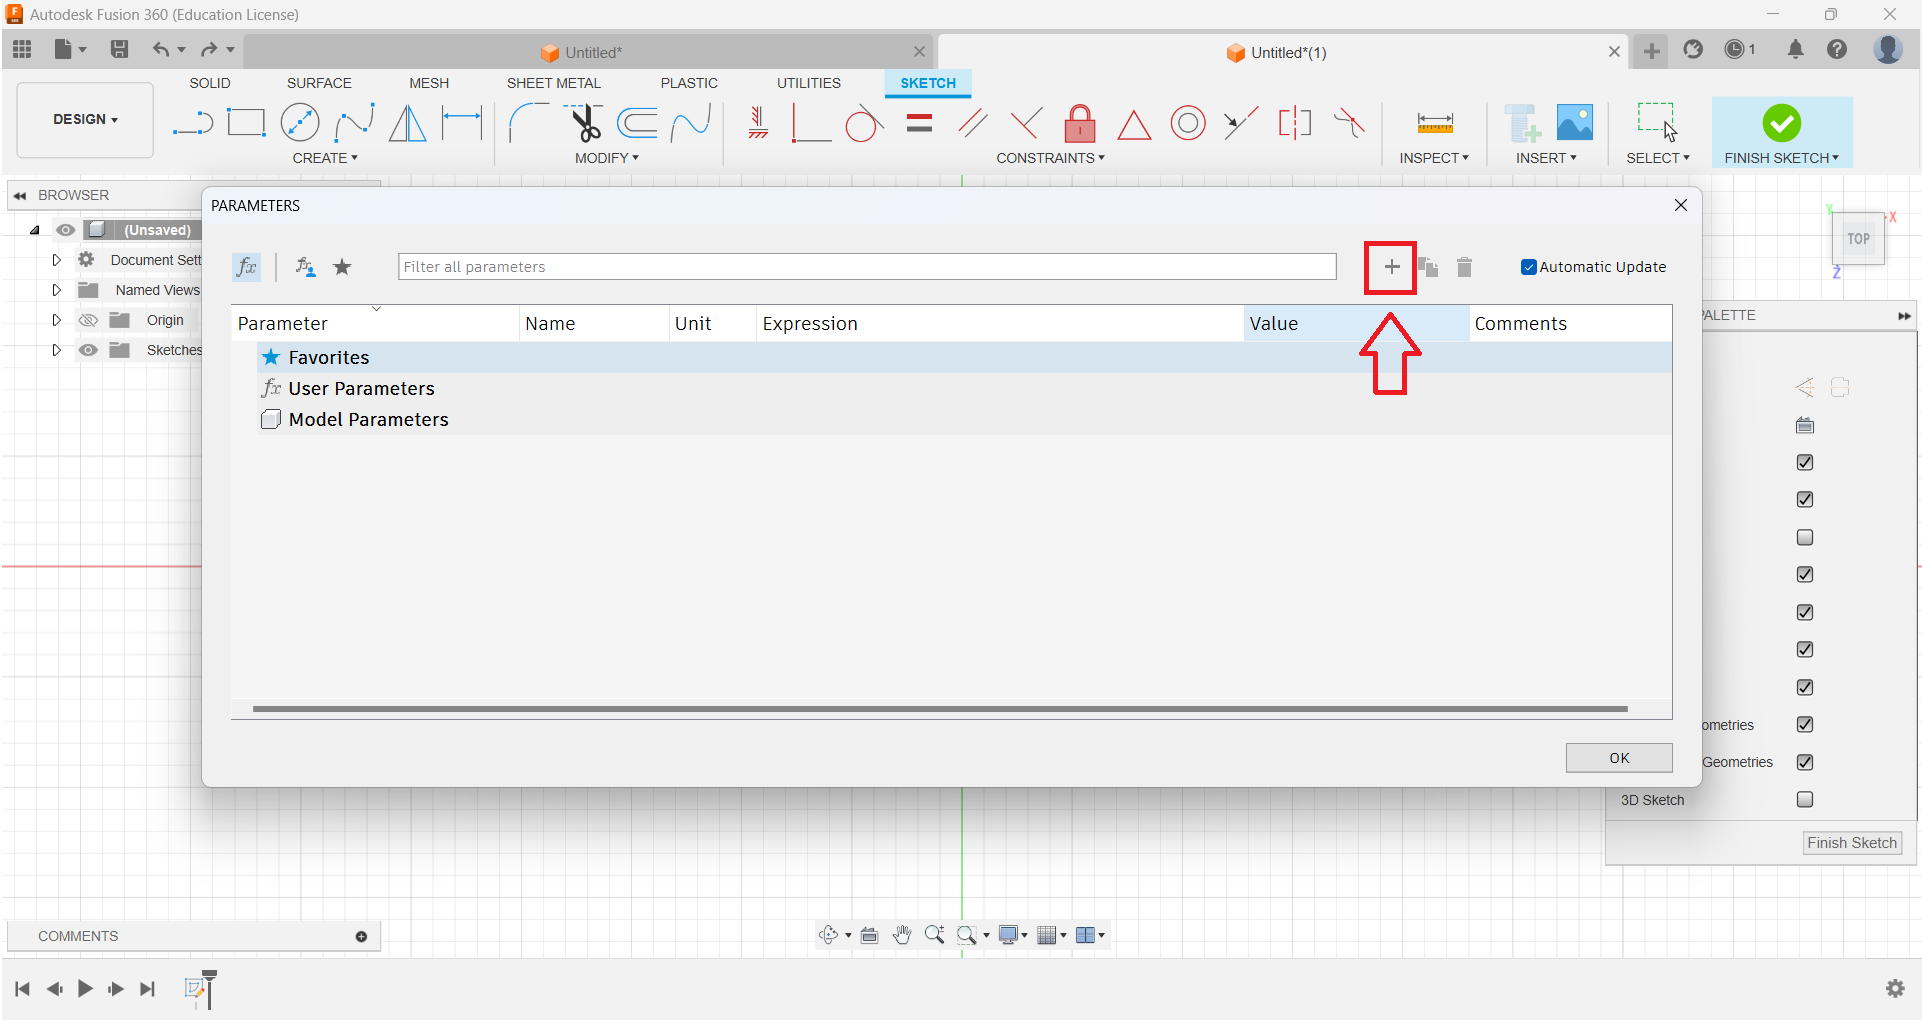 Autodesk Fusion 360 (Education License)
Untitled*
Untitled*(1)
1
SOLID
SURFACE
MESH
SHEET METAL
PLASTIC
UTILITIES
SKETCH
DESIGN
CREATE
MODIFY
CONSTRAINTS
INSPECT
INSERT
SELECT
FINISH SKETCH
BROWSER
(Unsaved)
Document Sett
Named Views
Origin
Sketches
PARAMETERS
fx
Filter all parameters
Automatic Update
Parameter
Name
Unit
Expression
Value
Comments
Favorites
fx User Parameters
Model Parameters
OK
Y
X
TOP
Z
PALETTE
ometries
Geometries
3D Sketch
Finish Sketch
COMMENTS